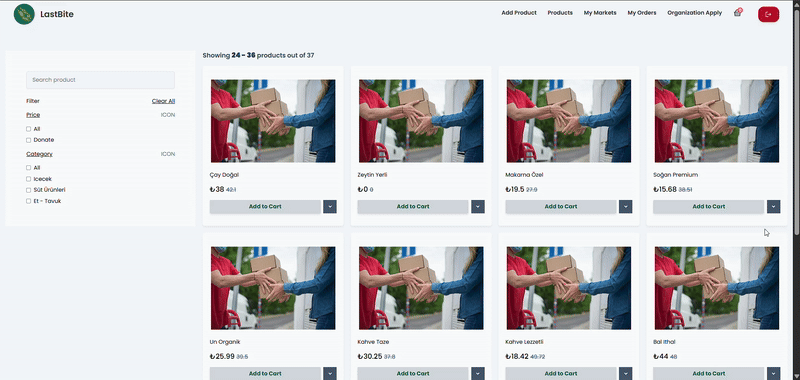 LastBite
Add Product Products My Markets My Orders Organization Apply
Showing 24 - 36 products out of 37
Search product
Filter Clear All
Price ICON
All
Donate
Category ICON
All
Icecek
Süt Ürünleri
Et - Tavuk
Çay Doğal
₺38 42.1
Add to Cart
Zeytin Yerli
₺0 0
Add to Cart
Makarna Özel
₺19.5 27.9
Add to Cart
Soğan Premium
₺15.68 38.51
Add to Cart
Un Organik
₺25.99 39.5
Add to Cart
Kahve Taze
₺30.25 37.8
Add to Cart
Kahve Lezzetli
₺18.42 49.72
Add to Cart
Bal İthal
₺44 48
Add to Cart